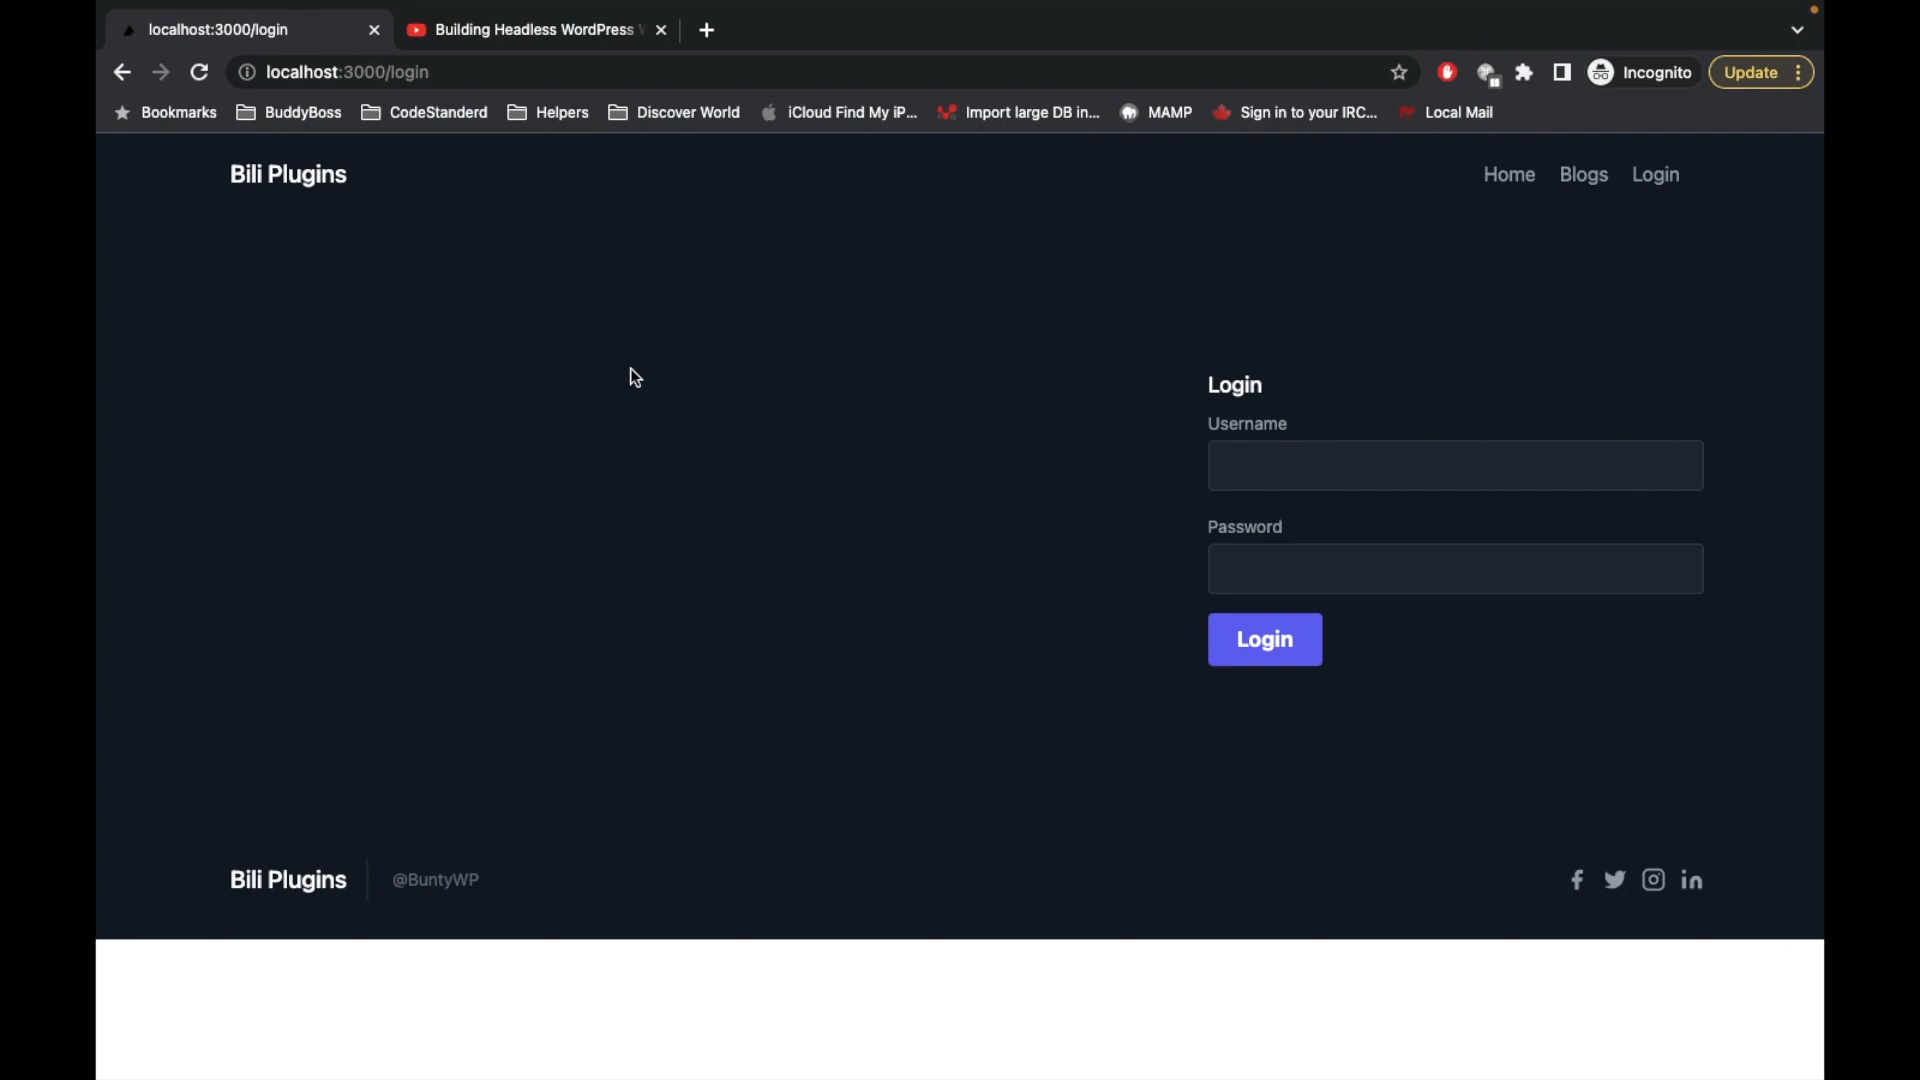 localhost:3000/login
Building Headless WordPress
localhost:3000/login
Incognito
Update
Bookmarks
BuddyBoss
CodeStanderd
Helpers
Discover World
iCloud Find My iP...
Import large DB in...
MAMP
Sign in to your IRC...
Local Mail
Bili Plugins
Home
Blogs
Login
Login
Username
Password
Login
Bili Plugins
@BuntyWP